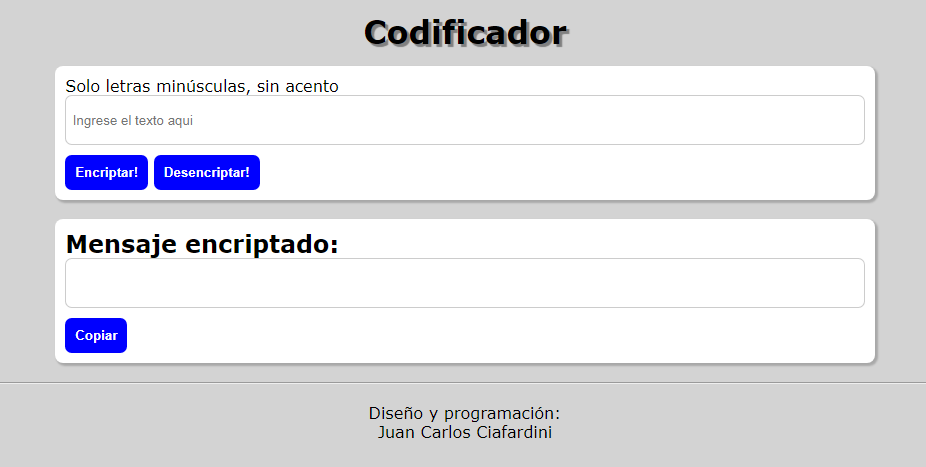 Codificador
Solo letras minúsculas, sin acento
Ingrese el texto aqui
Encriptar! Desencriptar!
Mensaje encriptado:
Copiar
Diseño y programación:
Juan Carlos Ciafardini